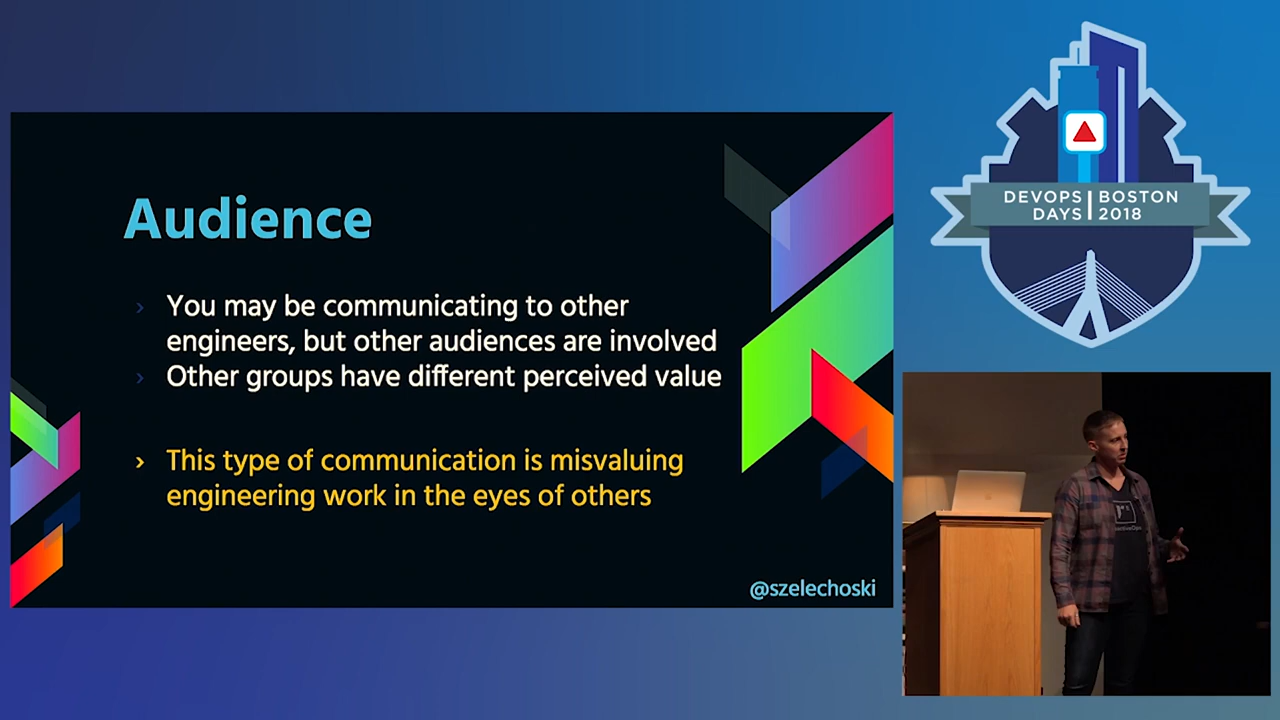 Audience
› You may be communicating to other
engineers, but other audiences are involved
› Other groups have different perceived value
› This type of communication is misvaluing
engineering work in the eyes of others
@szelechoski
DEVOPS | BOSTON
DAYS | 2018